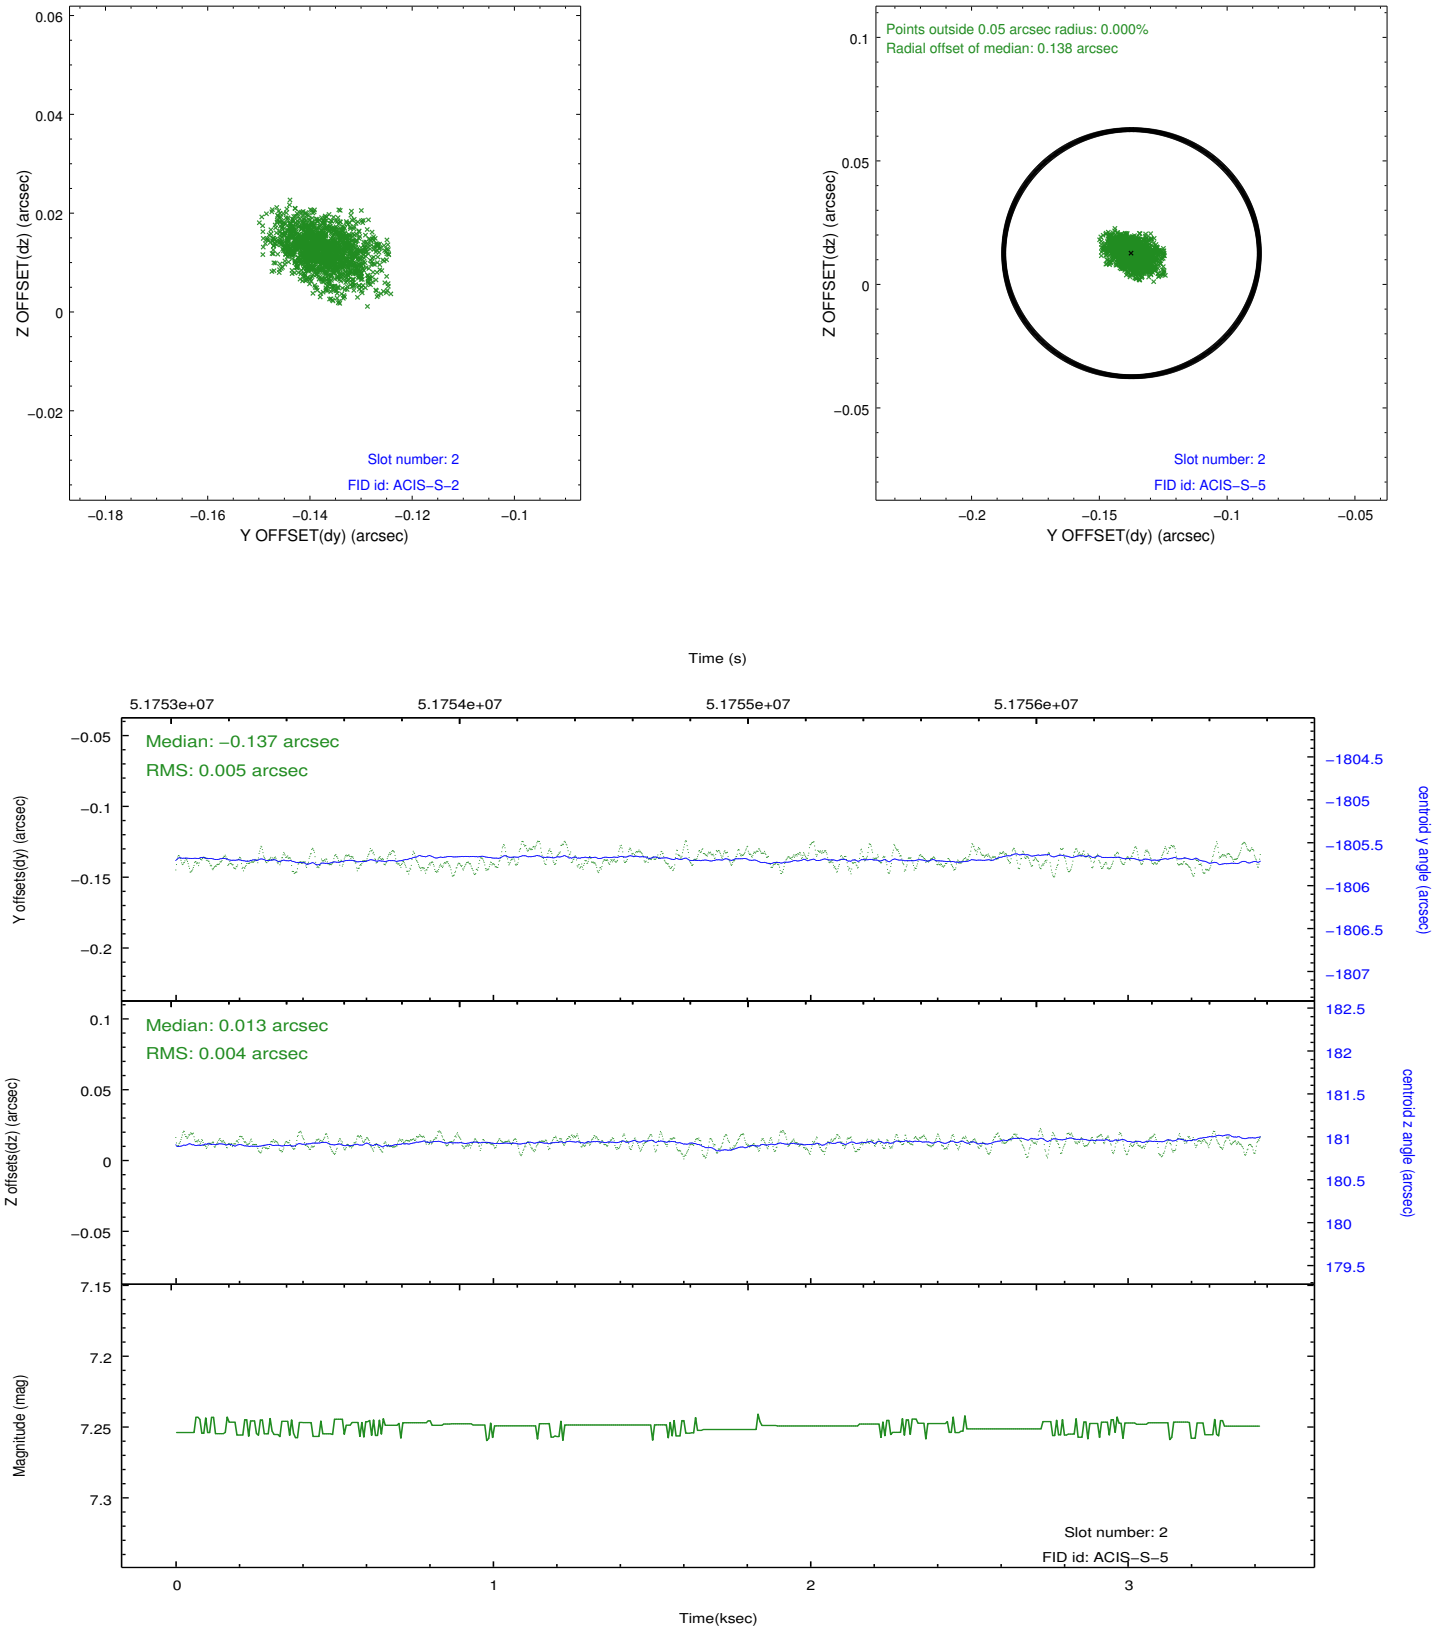 0.06
0.04
0.02
0
−0.02
Z OFFSET(dz) (arcsec)
Slot number: 2
FID id: ACIS−S−2
−0.18
−0.16
−0.14
−0.12
−0.1
Y OFFSET(dy) (arcsec)
Points outside 0.05 arcsec radius: 0.000%
Radial offset of median: 0.138 arcsec
0.1
0.05
0
−0.05
Z OFFSET(dz) (arcsec)
Slot number: 2
FID id: ACIS−S−5
−0.2
−0.15
−0.1
−0.05
Y OFFSET(dy) (arcsec)
Time (s)
5.1753e+07
5.1754e+07
5.1755e+07
5.1756e+07
Median: −0.137 arcsec
RMS: 0.005 arcsec
−0.05
−0.1
−0.15
−0.2
Y offsets(dy) (arcsec)
−1804.5
−1805
−1805.5
−1806
−1806.5
−1807
centroid y angle (arcsec)
Median: 0.013 arcsec
RMS: 0.004 arcsec
0.1
0.05
0
−0.05
Z offsets(dz) (arcsec)
182.5
182
181.5
181
180.5
180
179.5
centroid z angle (arcsec)
7.15
7.2
7.25
7.3
Magnitude (mag)
Slot number: 2
FID id: ACIS−S−5
0
1
2
3
Time(ksec)